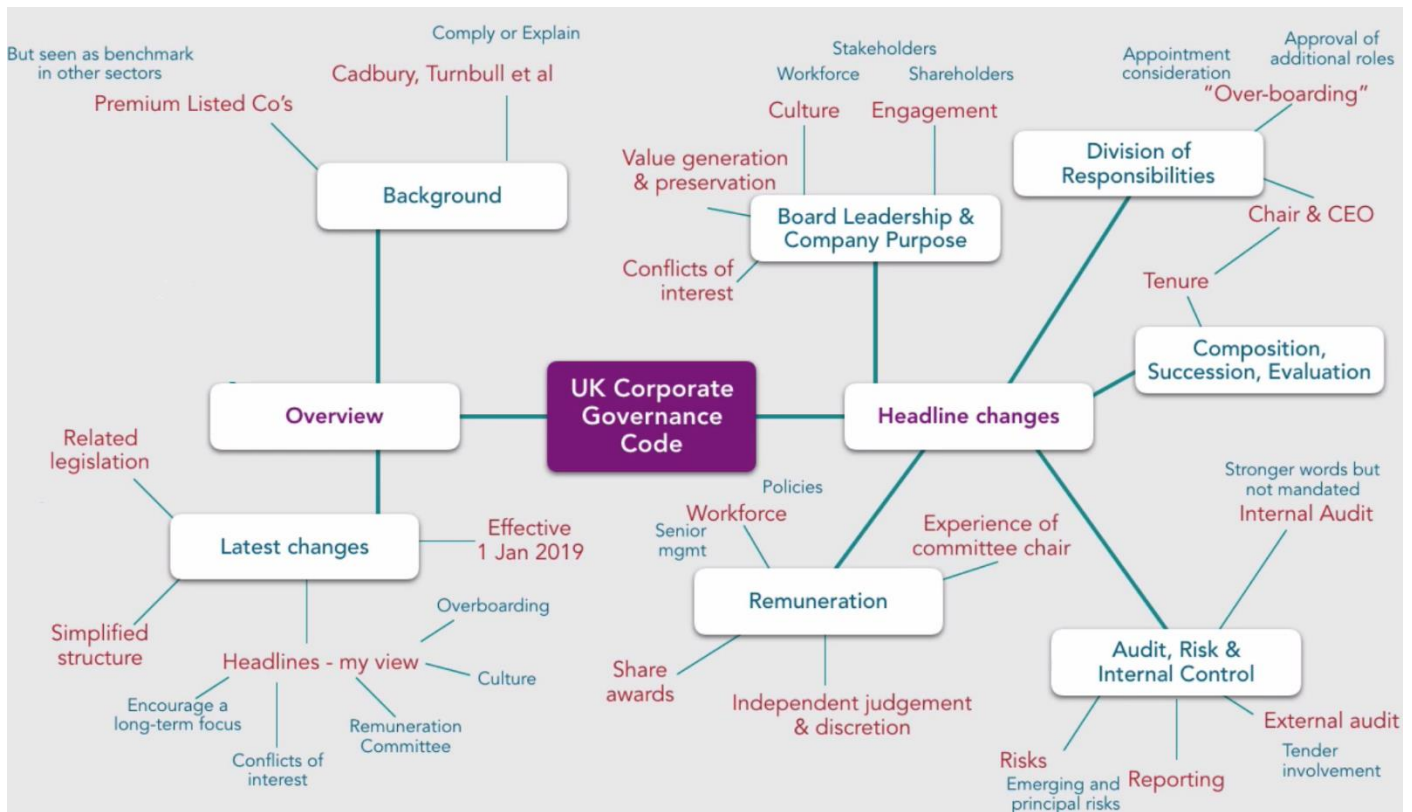 But seen as benchmark
in other sectors
Premium Listed Co's
Comply or Explain
Cadbury, Turnbull et al
Background
Stakeholders
Workforce
Shareholders
Culture
Engagement
Value generation
& preservation
Board Leadership &
Company Purpose
Conflicts of
interest
Appointment
consideration
Approval of
additional roles
"Over-boarding"
Division of
Responsibilities
Chair & CEO
Tenure
Composition,
Succession, Evaluation
Overview
UK Corporate
Governance
Code
Headline changes
Related
legislation
Latest changes
Effective
1 Jan 2019
Simplified
structure
Headlines - my view
Overboarding
Culture
Encourage a
long-term focus
Conflicts of
interest
Remuneration
Committee
Policies
Workforce
Senior
mgmt
Experience of
committee chair
Remuneration
Share
awards
Independent judgement
& discretion
Stronger words but
not mandated
Internal Audit
Audit, Risk &
Internal Control
External audit
Tender
involvement
Risks
Emerging and
principal risks
Reporting